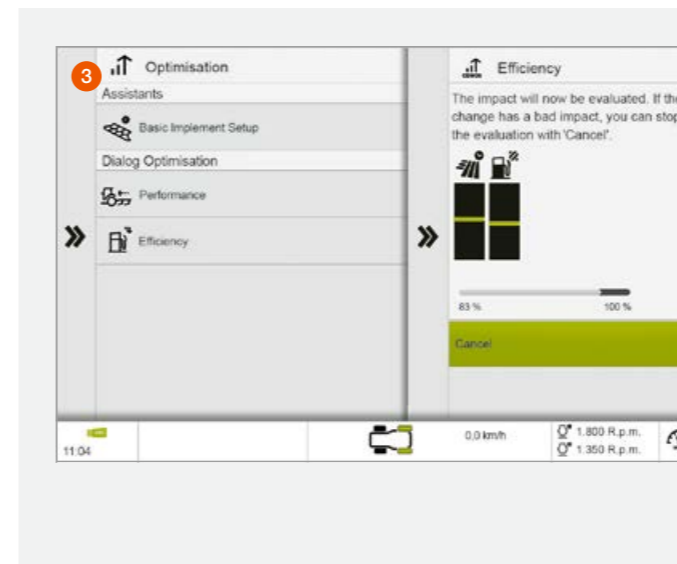 3
Optimisation
Assistants
Basic Implement Setup
Dialog Optimisation
Performance
Efficiency
Efficiency
The impact will now be evaluated. If the
change has a bad impact, you can stop
the evaluation with 'Cancel'.
83 %
100 %
Cancel
11:04
0,0 km/h
1.800 R.p.m.
1.350 R.p.m.